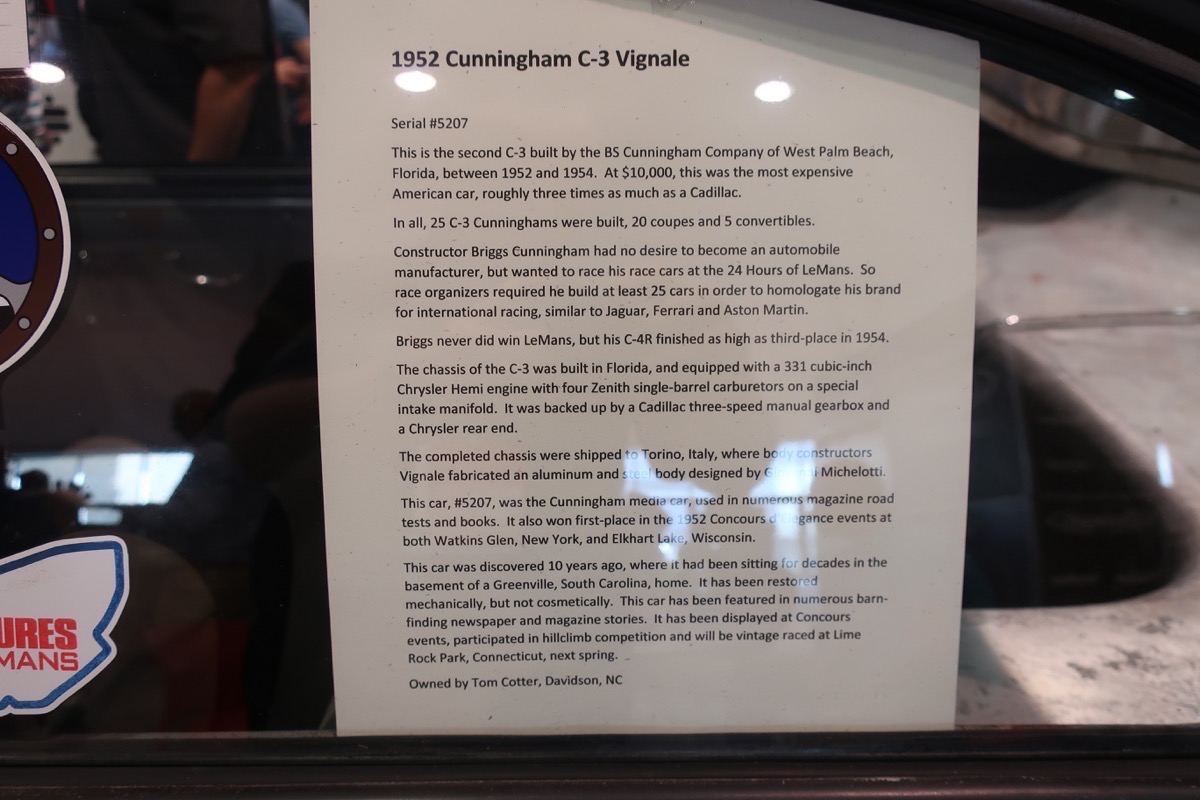 1952 Cunningham C-3 Vignale
Serial #5207
This is the second C-3 built by the BS Cunningham Company of West Palm Beach,
Florida, between 1952 and 1954. At $10,000, this was the most expensive
American car, roughly three times as much as a Cadillac.
In all, 25 C-3 Cunninghams were built, 20 coupes and 5 convertibles.
Constructor Briggs Cunningham had no desire to become an automobile
manufacturer, but wanted to race his race cars at the 24 Hours of LeMans. So
race organizers required he build at least 25 cars in order to homologate his brand
for international racing, similar to Jaguar, Ferrari and Aston Martin.
Briggs never did win LeMans, but his C-4R finished as high as third-place in 1954.
The chassis of the C-3 was built in Florida, and equipped with a 331 cubic-inch
Chrysler Hemi engine with four Zenith single-barrel carburetors on a special
intake manifold. It was backed up by a Cadillac three-speed manual gearbox and
a Chrysler rear end.
The completed chassis were shipped to Torino, Italy, where body constructors
Vignale fabricated an aluminum and steel body designed by Michelotti.
This car, #5207, was the Cunningham media car, used in numerous magazine road
tests and books. It also won first-place in the 1952 Concours d'Elegance events at
both Watkins Glen, New York, and Elkhart Lake, Wisconsin.
This car was discovered 10 years ago, where it had been sitting for decades in the
basement of a Greenville, South Carolina, home. It has been restored
mechanically, but not cosmetically. This car has been featured in numerous barn-
finding newspaper and magazine stories. It has been displayed at Concours
events, participated in hillclimb competition and will be vintage raced at Lime
Rock Park, Connecticut, next spring.
Owned by Tom Cotter, Davidson, NC
URES
MANS